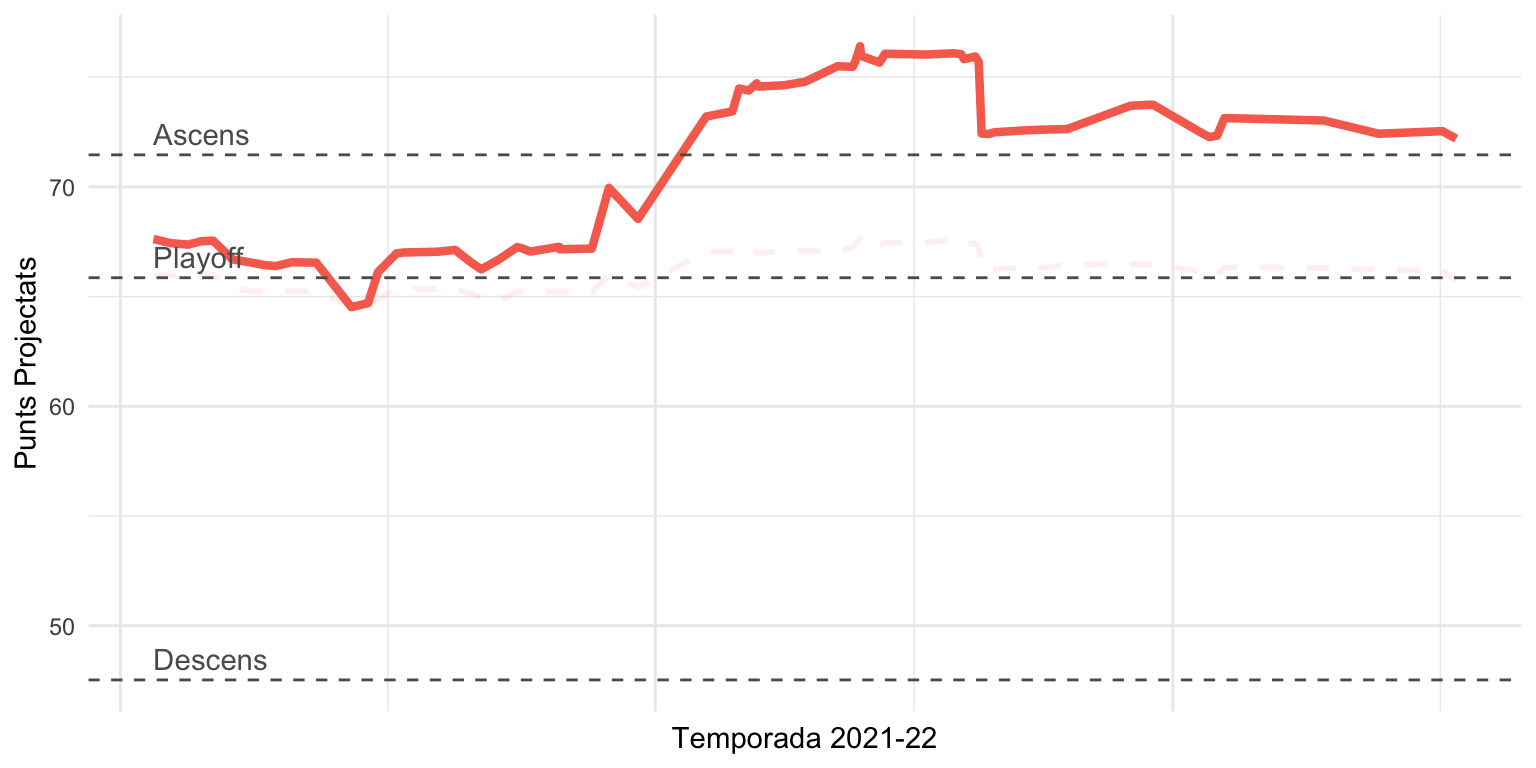 Ascens
70
Playoff
Punts Projectats
60
50
Descens
Temporada 2021-22